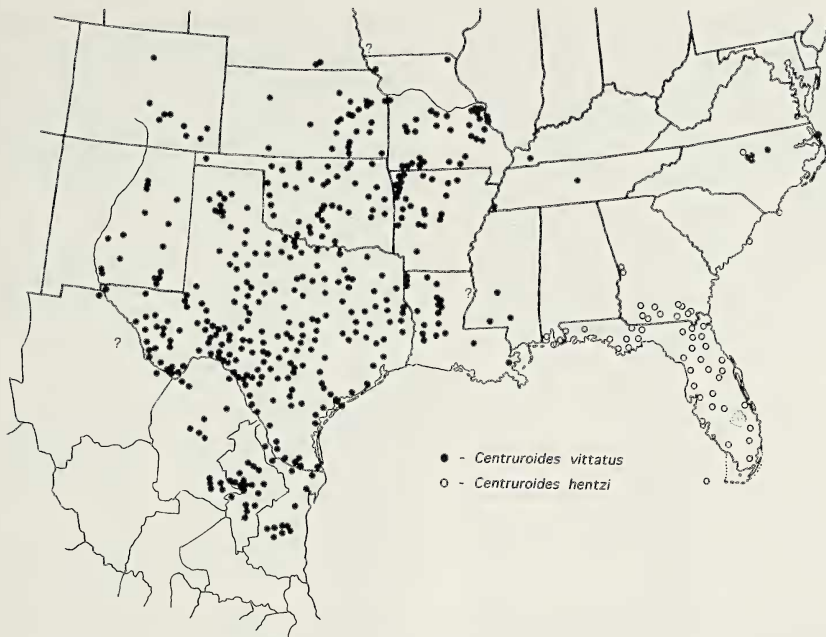 ?
?
?
● - Centruroides vittatus
○ - Centruroides hentzi